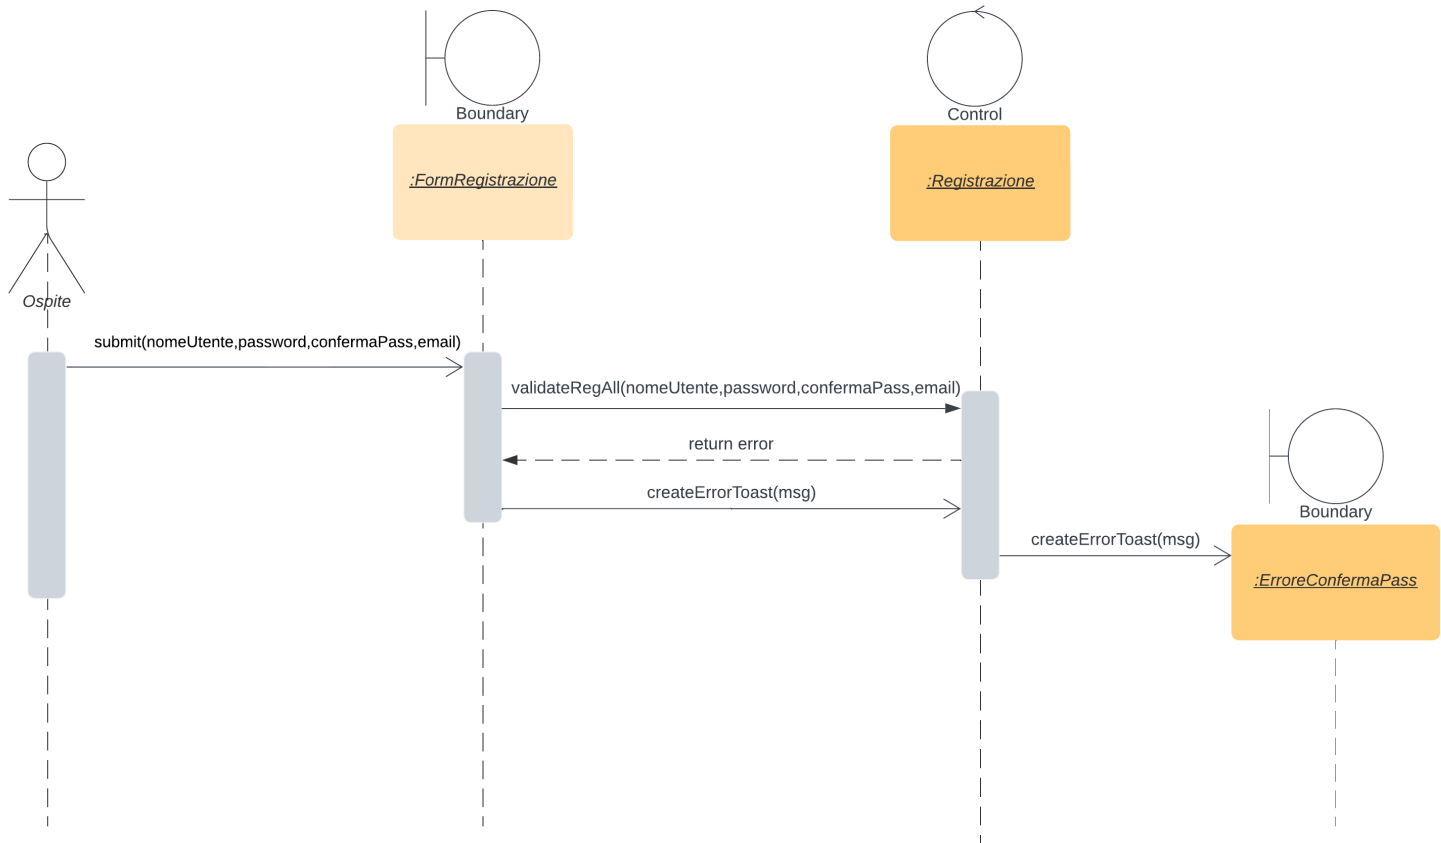 Boundary
Control
:FormRegistrazione
:Registrazione
Ospite
submit(nomeUtente,password,confermaPass,email)
validateRegAll(nomeUtente,password,confermaPass,email)
return error
createErrorToast(msg)
Boundary
createErrorToast(msg)
:ErroreConfermaPass